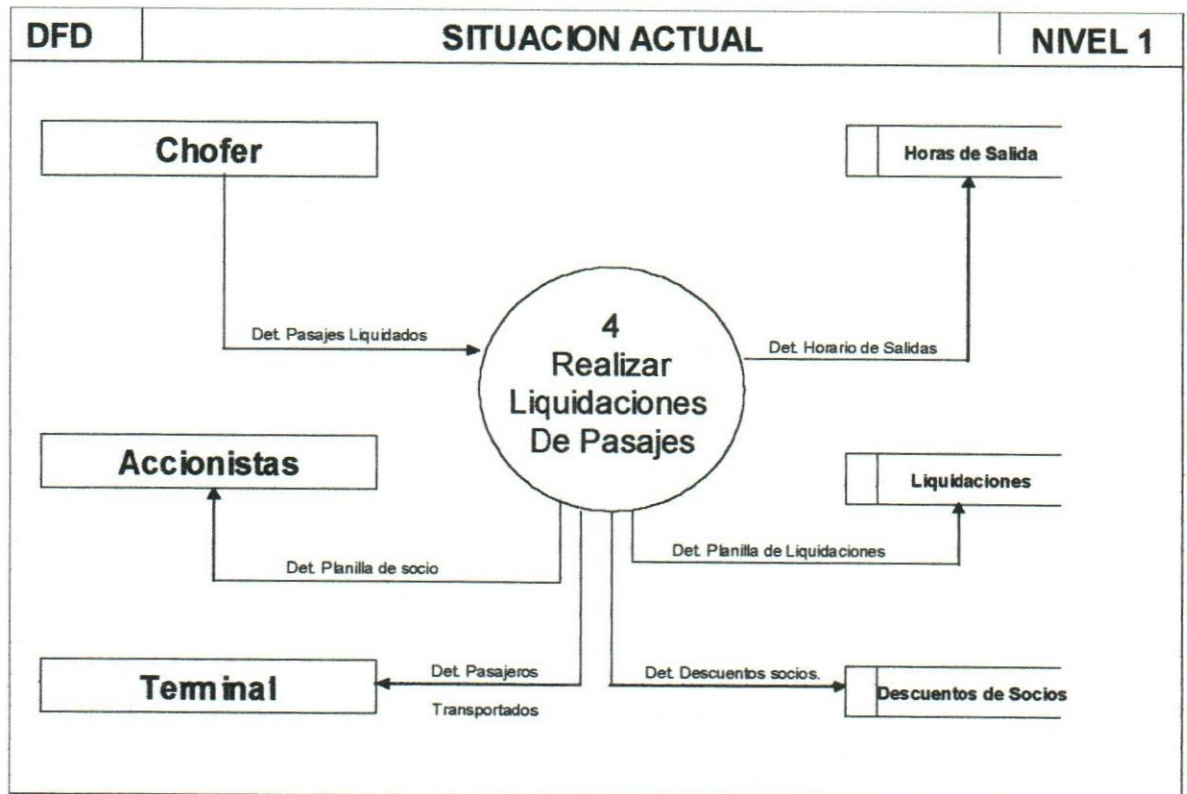 DFD
SITUACION ACTUAL
NIVEL 1
Chofer
Horas de Salida
Det. Pasajes Liquidados
4
Realizar
Liquidaciones
De Pasajes
Det. Horario de Salidas
Accionistas
Liquidaciones
Det. Planilla de socio
Det. Planilla de Liquidaciones
Terminal
Det. Pasajeros
Transportados
Det. Descuentos socios.
Descuentos de Socios